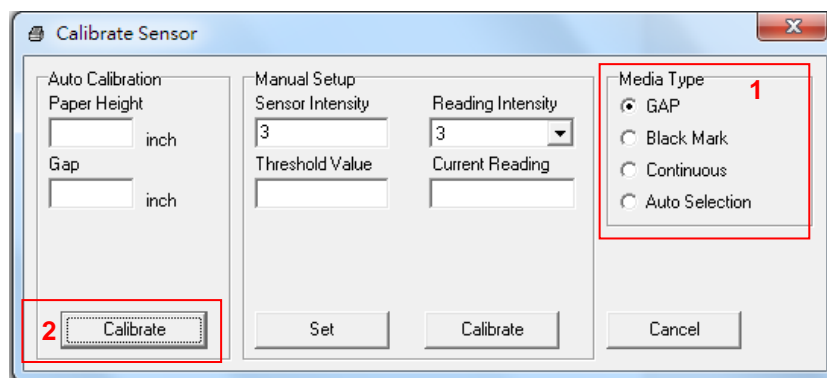 Calibrate Sensor
Auto Calibration
Paper Height
inch
Gap
inch
2 Calibrate
Manual Setup
Sensor Intensity Reading Intensity
3 3
Threshold Value Current Reading
Set Calibrate
Media Type
1
GAP
Black Mark
Continuous
Auto Selection
Cancel